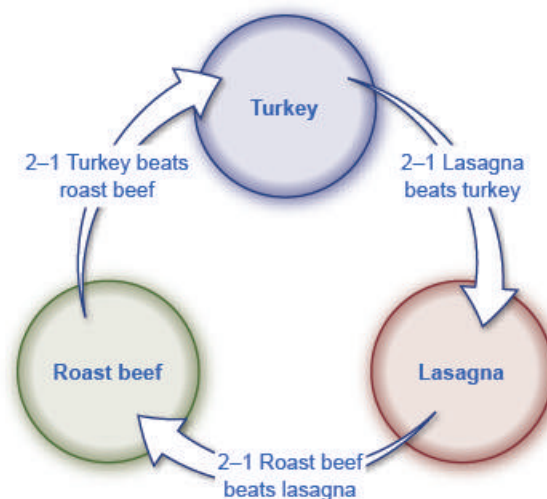 Turkey
2–1 Turkey beats
roast beef
2–1 Lasagna
beats turkey
Roast beef
Lasagna
2–1 Roast beef
beats lasagna